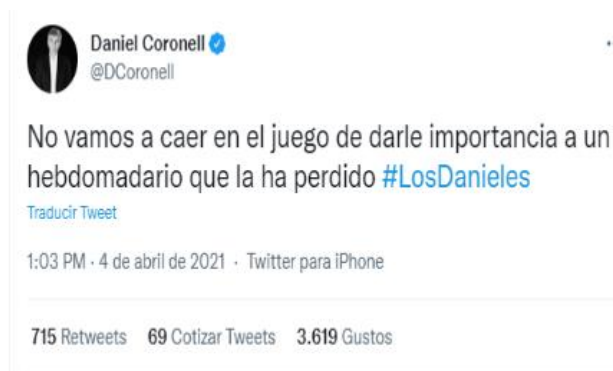 Daniel Coronell
@DCoronell
No vamos a caer en el juego de darle importancia a un
hebdomadario que la ha perdido #LosDanieles
Traducir Tweet
1:03 PM · 4 de abril de 2021 · Twitter para iPhone
715 Retweets 69 Cotizar Tweets 3.619 Gustos